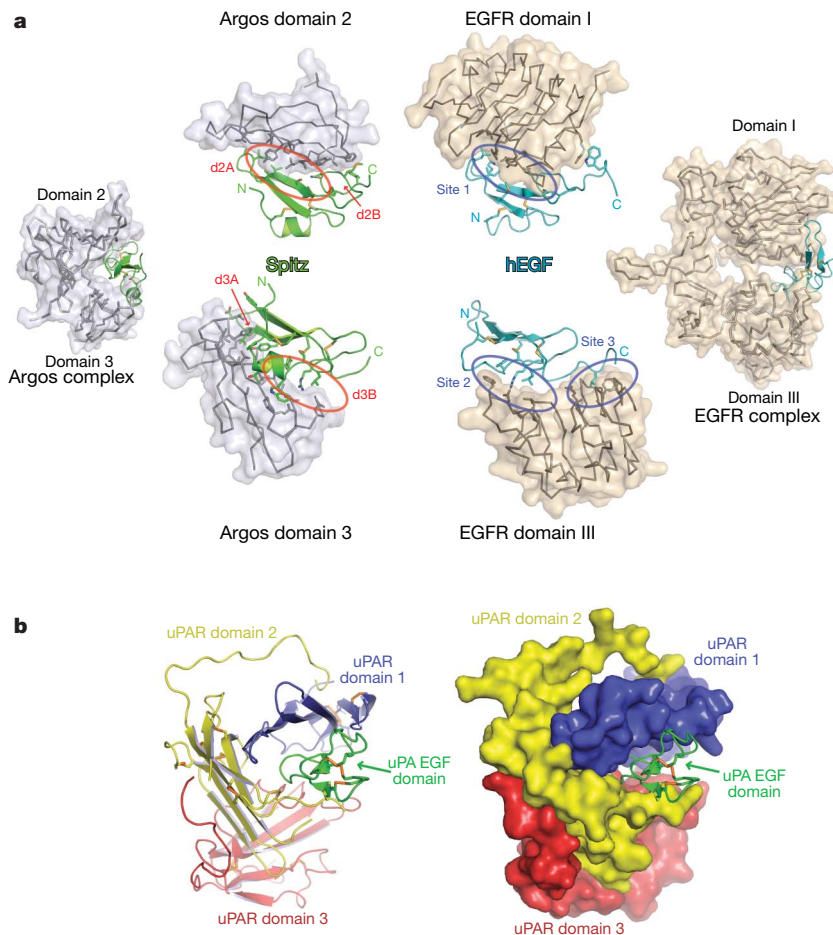 a
Argos domain 2
EGFR domain I
d2A
C
N
d2B
Site 1
N
C
Domain 2
Domain I
Spitz
hEGF
d3A
N
C
d3B
N
Site 3
C
Site 2
Domain 3
Argos complex
Domain III
EGFR complex
Argos domain 3
EGFR domain III
b
uPAR domain 2
uPAR
domain 1
uPA EGF
domain
uPAR domain 3
uPAR domain 2
uPAR
domain 1
uPA EGF
domain
uPAR domain 3